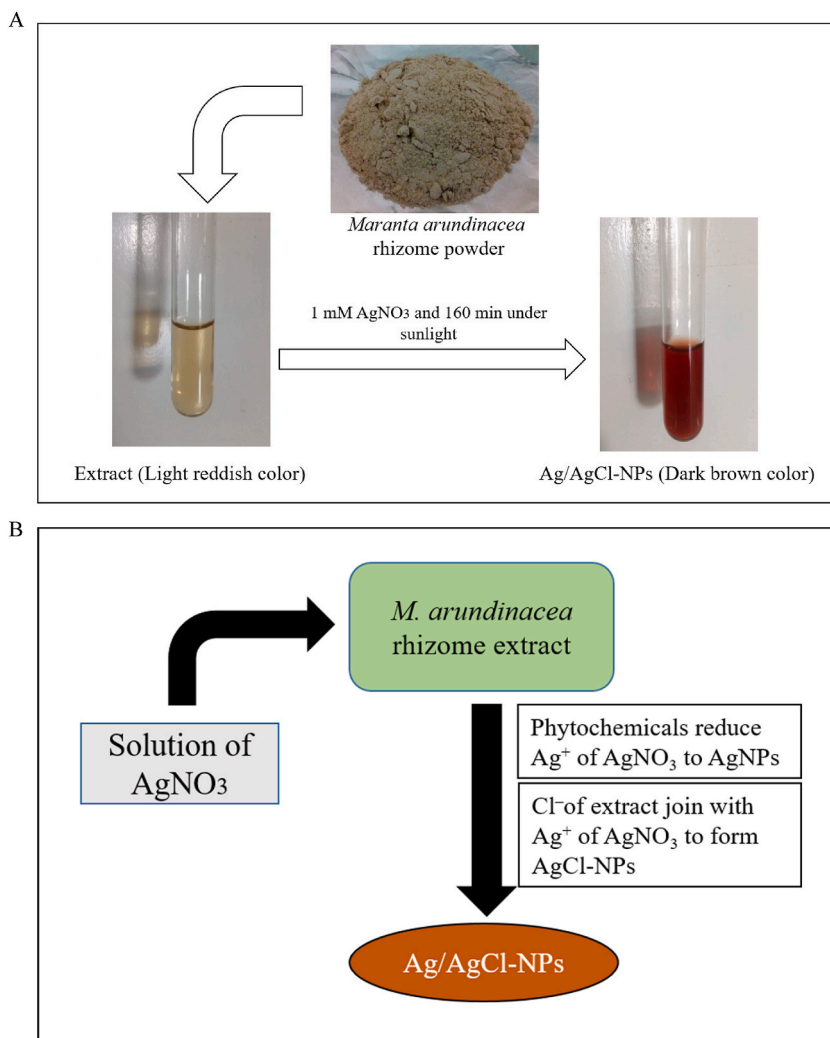 A
Maranta arundinacea
rhizome powder
1 mM AgNO₃ and 160 min under
sunlight
Extract (Light reddish color)
Ag/AgCl-NPs (Dark brown color)
B
M. arundinacea
rhizome extract
Solution of
AgNO₃
Phytochemicals reduce
Ag⁺ of AgNO₃ to AgNPs
Cl⁻of extract join with
Ag⁺ of AgNO₃ to form
AgCl-NPs
Ag/AgCl-NPs